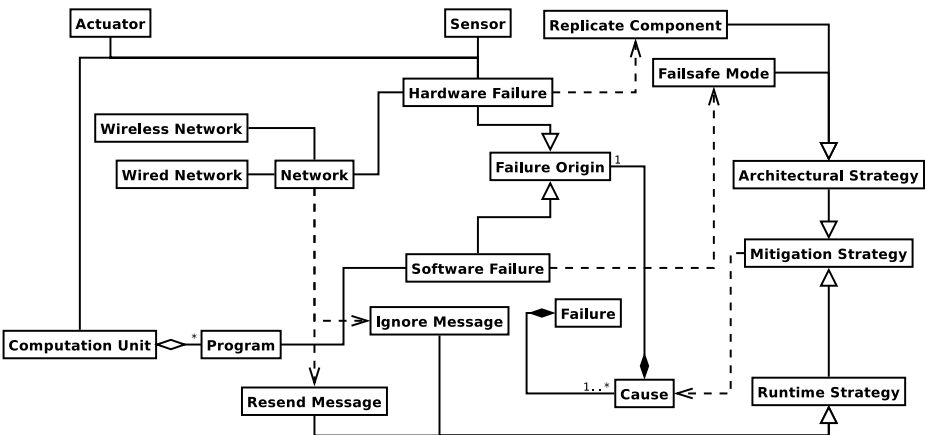 Actuator
Sensor
Replicate Component
Failsafe Mode
Hardware Failure
Wireless Network
Wired Network
Network
Failure Origin
1
Architectural Strategy
Software Failure
Mitigation Strategy
Ignore Message
Failure
Computation Unit
*
Program
Resend Message
1..*
Cause
Runtime Strategy